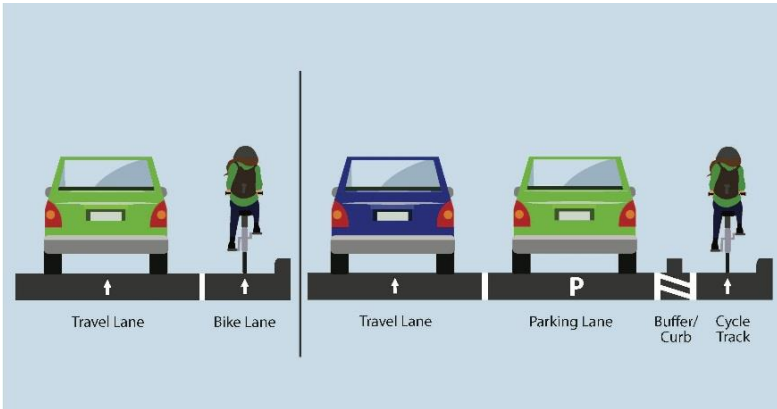 Travel Lane
Bike Lane
Travel Lane
P
Parking Lane
Buffer/
Curb
Cycle
Track